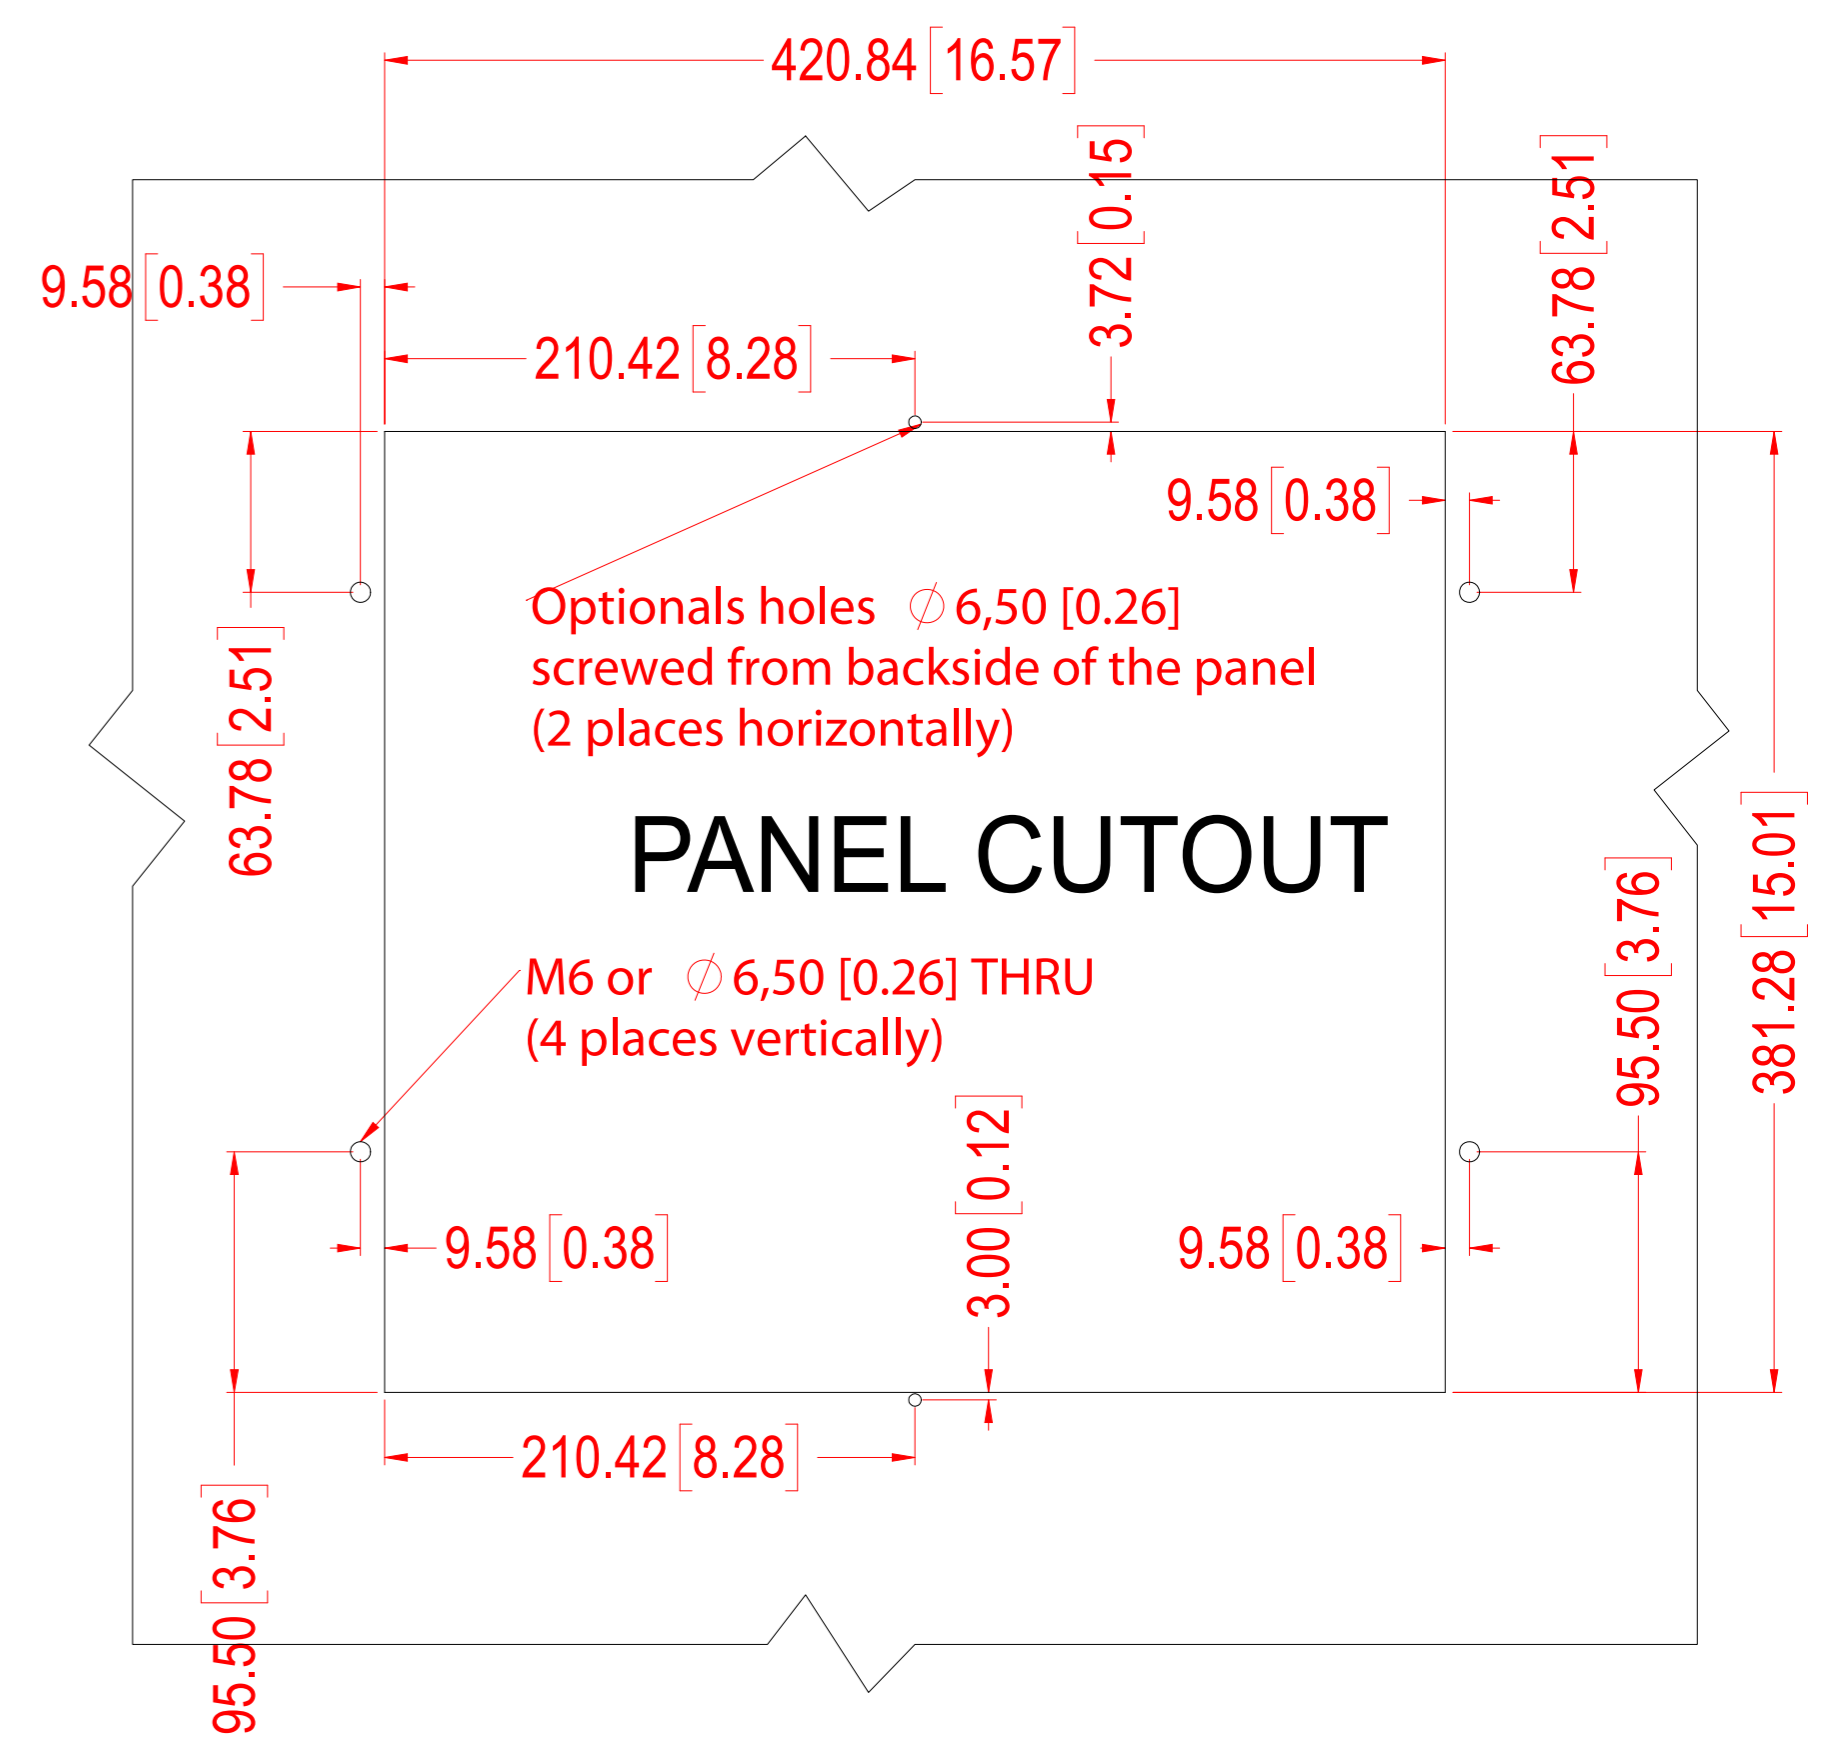 420.84 [16.57]
3.72 [0.15]
63.78 [2.51]
9.58 [0.38]
210.42 [8.28]
9.58 [0.38]
Optionals holes ∅ 6,50 [0.26]
screwed from backside of the panel
(2 places horizontally)
63.78 [2.51]
PANEL CUTOUT
381.28 [15.01]
95.50 [3.76]
M6 or ∅ 6,50 [0.26] THRU
(4 places vertically)
3.00 [0.12]
9.58 [0.38]
9.58 [0.38]
210.42 [8.28]
95.50 [3.76]